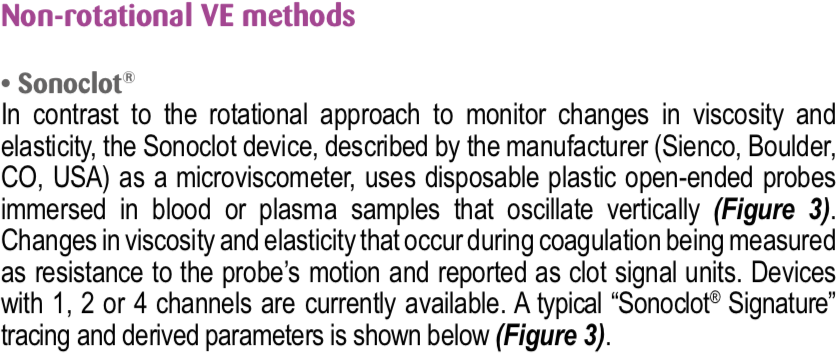 Non-rotational VE methods
• Sonoclot®
In contrast to the rotational approach to monitor changes in viscosity and
elasticity, the Sonoclot device, described by the manufacturer (Sienco, Boulder,
CO, USA) as a microviscometer, uses disposable plastic open-ended probes
immersed in blood or plasma samples that oscillate vertically (Figure 3).
Changes in viscosity and elasticity that occur during coagulation being measured
as resistance to the probe’s motion and reported as clot signal units. Devices
with 1, 2 or 4 channels are currently available. A typical “Sonoclot® Signature”
tracing and derived parameters is shown below (Figure 3).